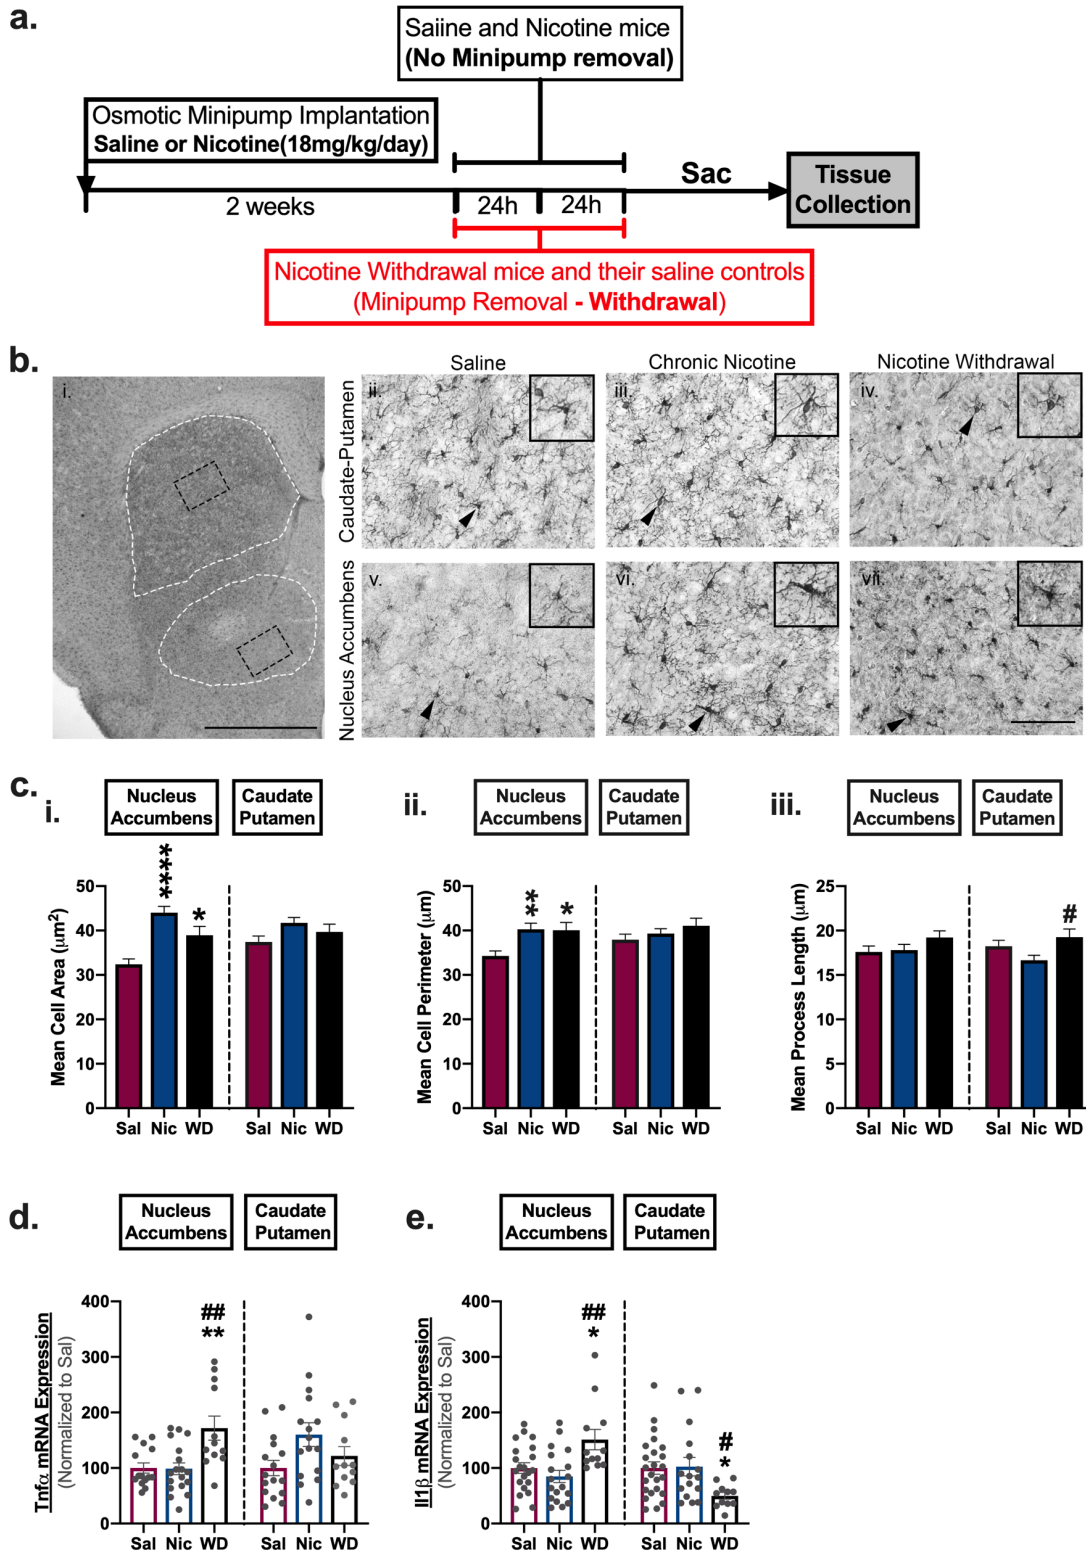 a.
Saiine and Nicotine mice
(No Minipump removal)
Osmotic Minipump Implantation
Saline or Nicotine(18mg/kg/day)
2 weeks
24h
24h
Sac
Tissue
Collection
Nicotine Withdrawal mice and their saline controls
(Minipump Removal - Withdrawal)
b.
Saline
Chronic Nicotine
Nicotine Withdrawal
Caudate-Putamen
Nucleus Accumbens
i.
ii.
iii.
iv.
v.
vi.
vii.
c.
i.
Nucleus
Accumbens
Caudate
Putamen
Mean Cell Area (μm²)
50
40
30
20
10
0
****
*
Sal Nic WD
Sal Nic WD
ii.
Nucleus
Accumbens
Caudate
Putamen
Mean Cell Perimeter (μm)
50
40
30
20
10
0
**
*
Sal Nic WD
Sal Nic WD
iii.
Nucleus
Accumbens
Caudate
Putamen
Mean Process Length (μm)
25
20
15
10
5
0
#
Sal Nic WD
Sal Nic WD
d.
Nucleus
Accumbens
Caudate
Putamen
Tnfα mRNA Expression
(Normalized to Sal)
400
300
200
100
0
##
**
Sal Nic WD
Sal Nic WD
e.
Nucleus
Accumbens
Caudate
Putamen
Il1β mRNA Expression
(Normalized to Sal)
400
300
200
100
0
##
*
#
*
Sal Nic WD
Sal Nic WD